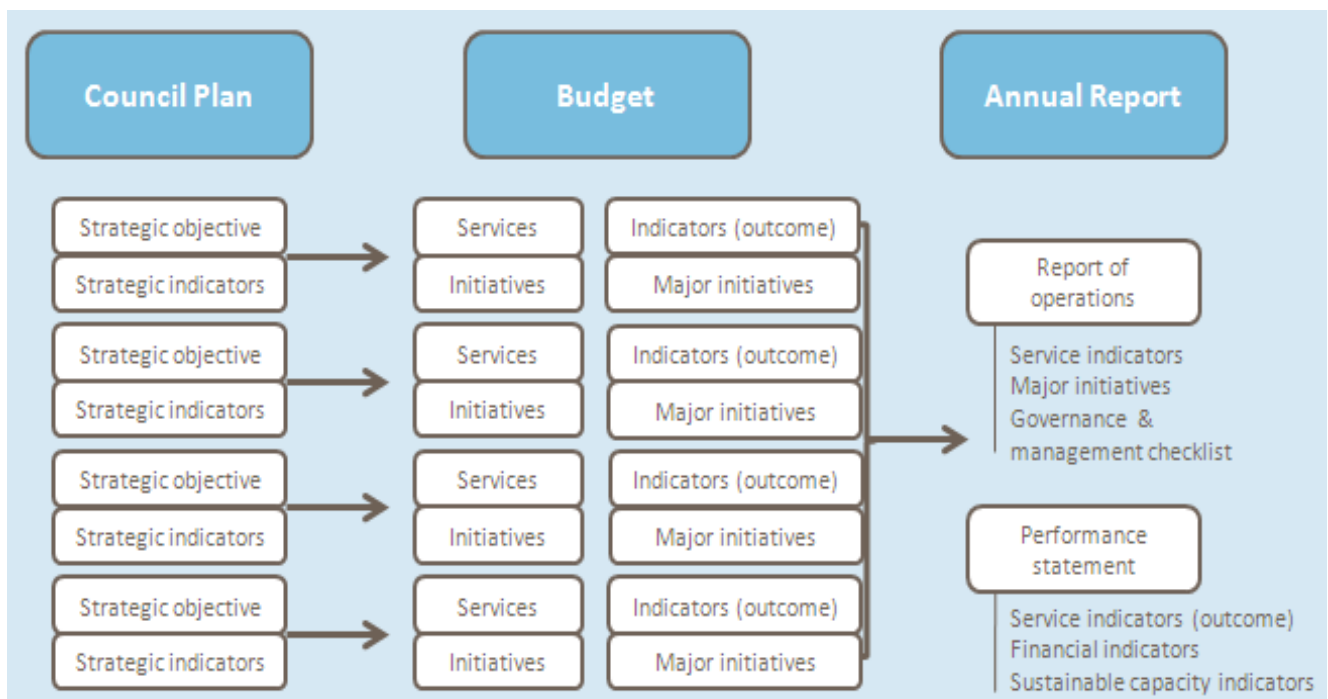 Council Plan
Budget
Annual Report
Strategic objective
Strategic indicators
Services
Initiatives
Indicators (outcome)
Major initiatives
Strategic objective
Strategic indicators
Services
Initiatives
Indicators (outcome)
Major initiatives
Strategic objective
Strategic indicators
Services
Initiatives
Indicators (outcome)
Major initiatives
Strategic objective
Strategic indicators
Services
Initiatives
Indicators (outcome)
Major initiatives
Report of
operations
Service indicators
Major initiatives
Governance &
management checklist
Performance
statement
Service indicators (outcome)
Financial indicators
Sustainable capacity indicators